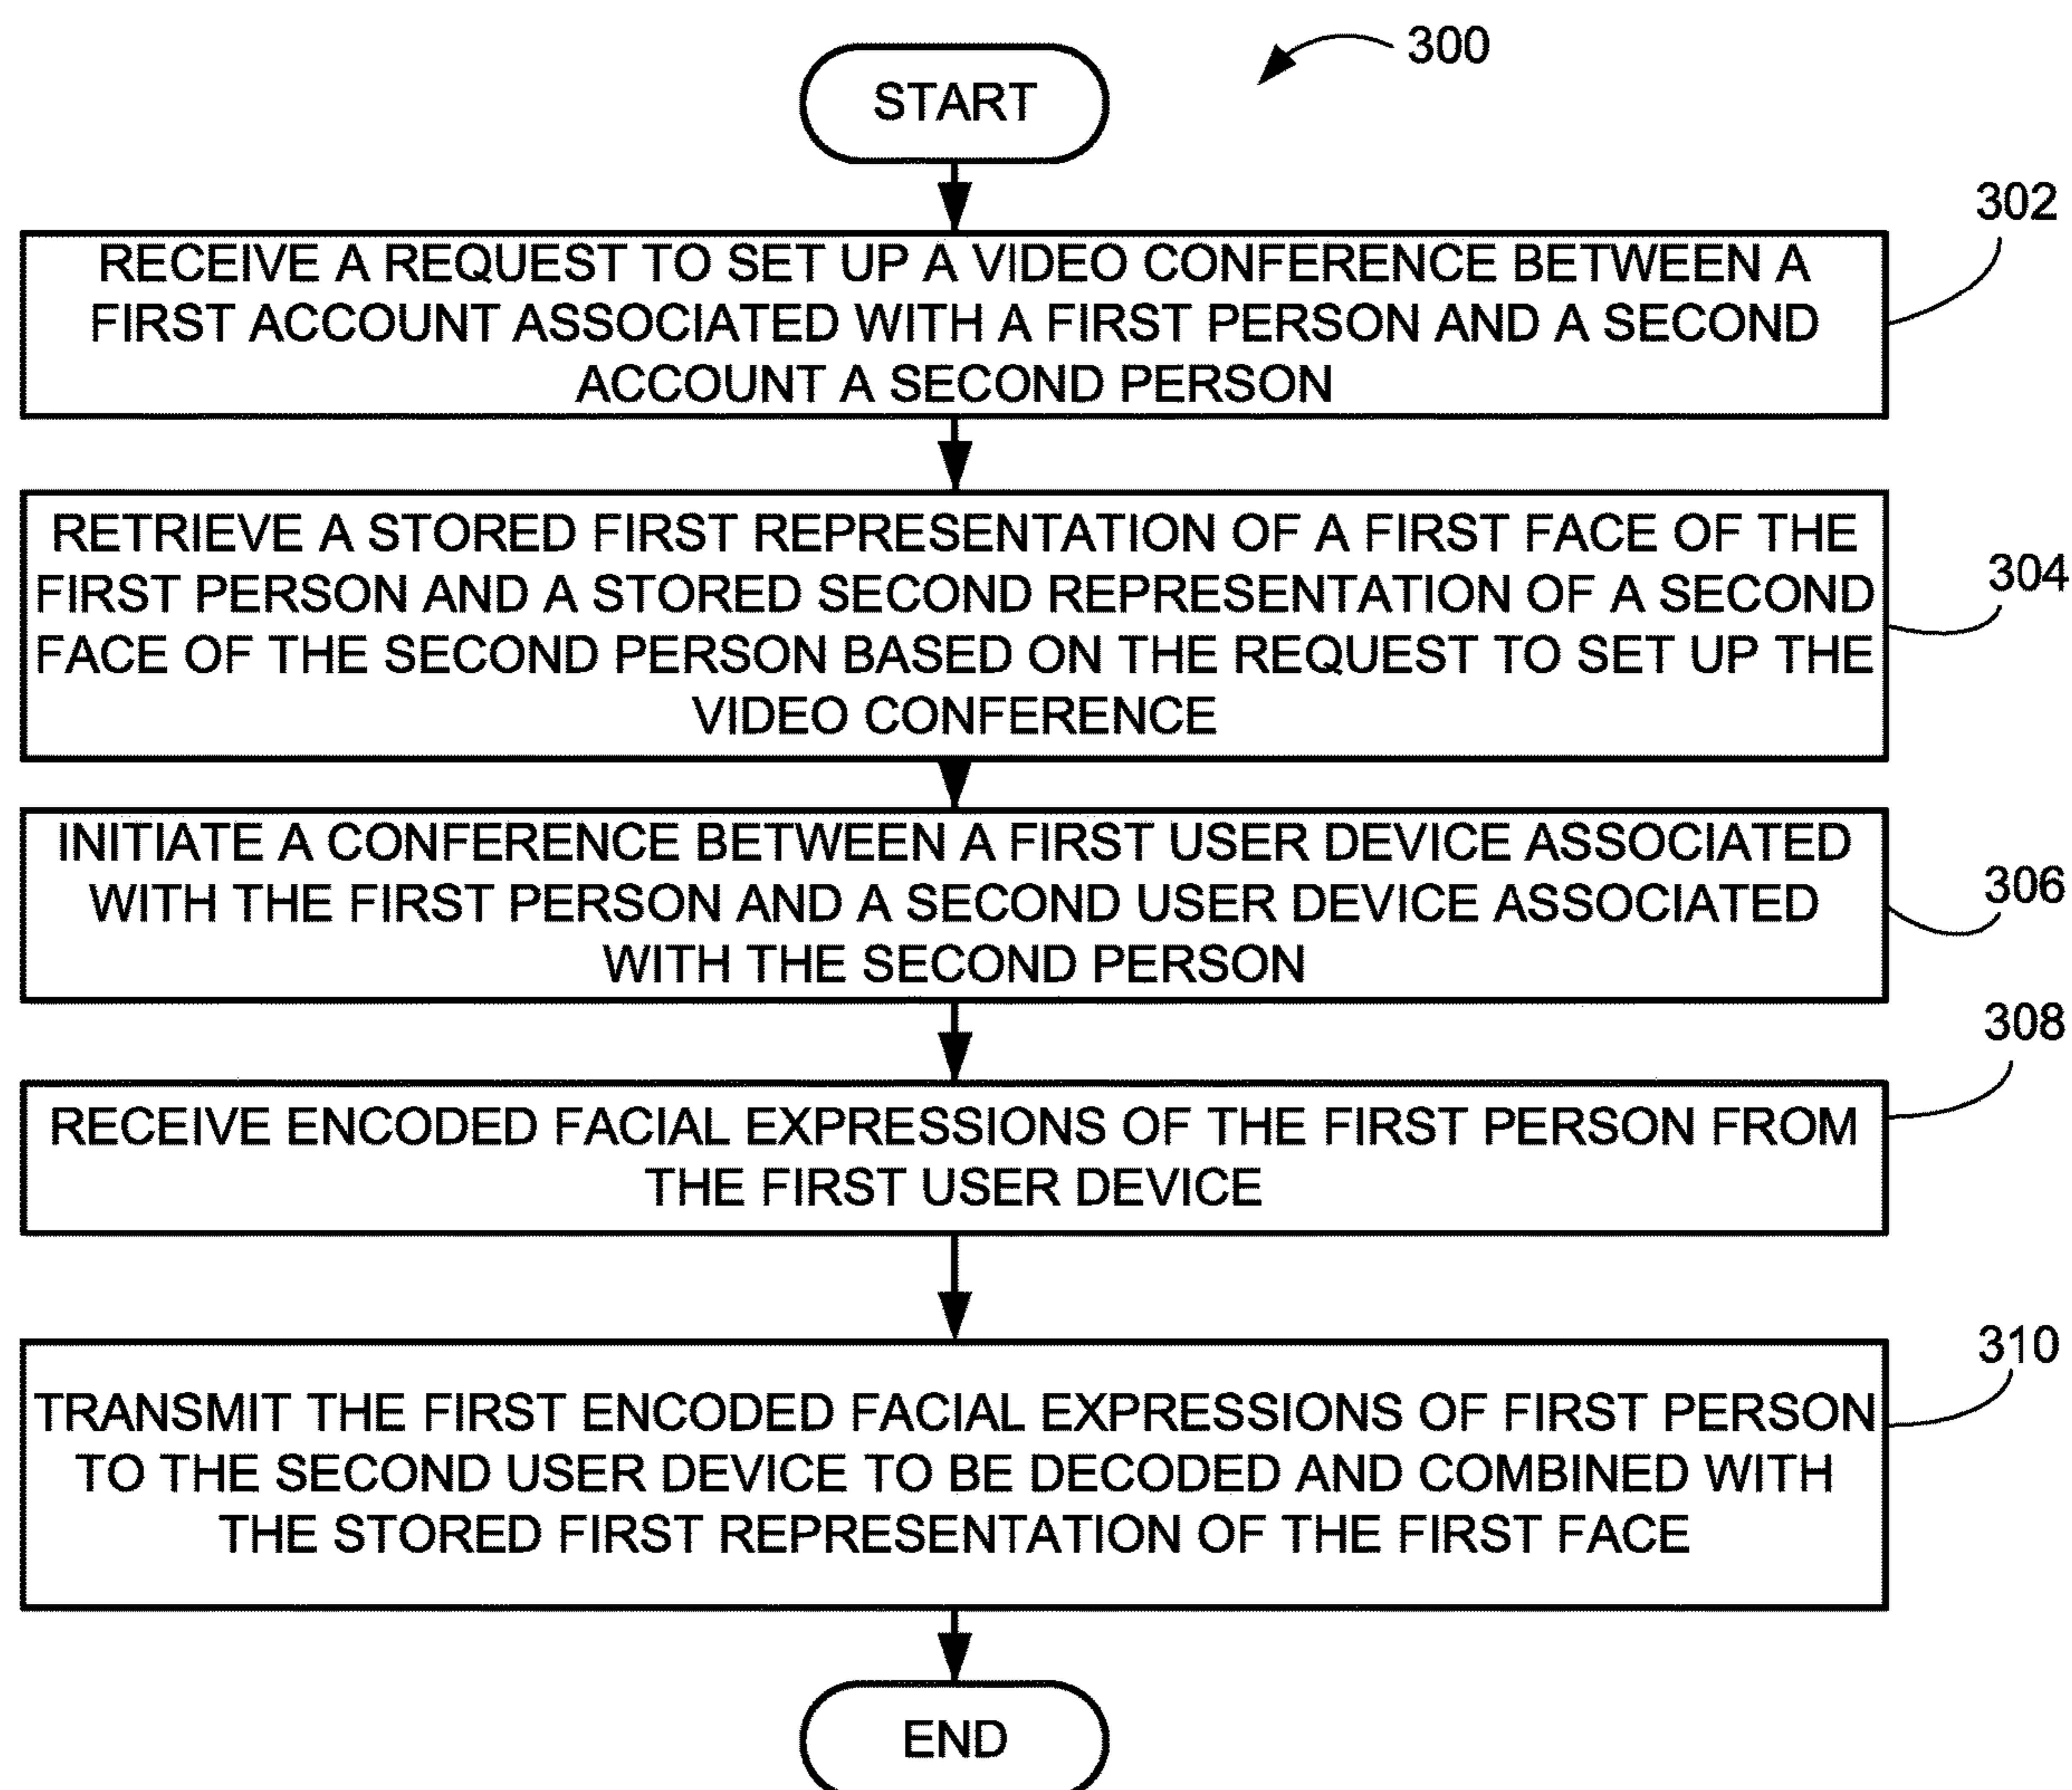 300
START
302
RECEIVE A REQUEST TO SET UP A VIDEO CONFERENCE BETWEEN A
FIRST ACCOUNT ASSOCIATED WITH A FIRST PERSON AND A SECOND
ACCOUNT A SECOND PERSON
304
RETRIEVE A STORED FIRST REPRESENTATION OF A FIRST FACE OF THE
FIRST PERSON AND A STORED SECOND REPRESENTATION OF A SECOND
FACE OF THE SECOND PERSON BASED ON THE REQUEST TO SET UP THE
VIDEO CONFERENCE
306
INITIATE A CONFERENCE BETWEEN A FIRST USER DEVICE ASSOCIATED
WITH THE FIRST PERSON AND A SECOND USER DEVICE ASSOCIATED
WITH THE SECOND PERSON
308
RECEIVE ENCODED FACIAL EXPRESSIONS OF THE FIRST PERSON FROM
THE FIRST USER DEVICE
310
TRANSMIT THE FIRST ENCODED FACIAL EXPRESSIONS OF FIRST PERSON
TO THE SECOND USER DEVICE TO BE DECODED AND COMBINED WITH
THE STORED FIRST REPRESENTATION OF THE FIRST FACE
END